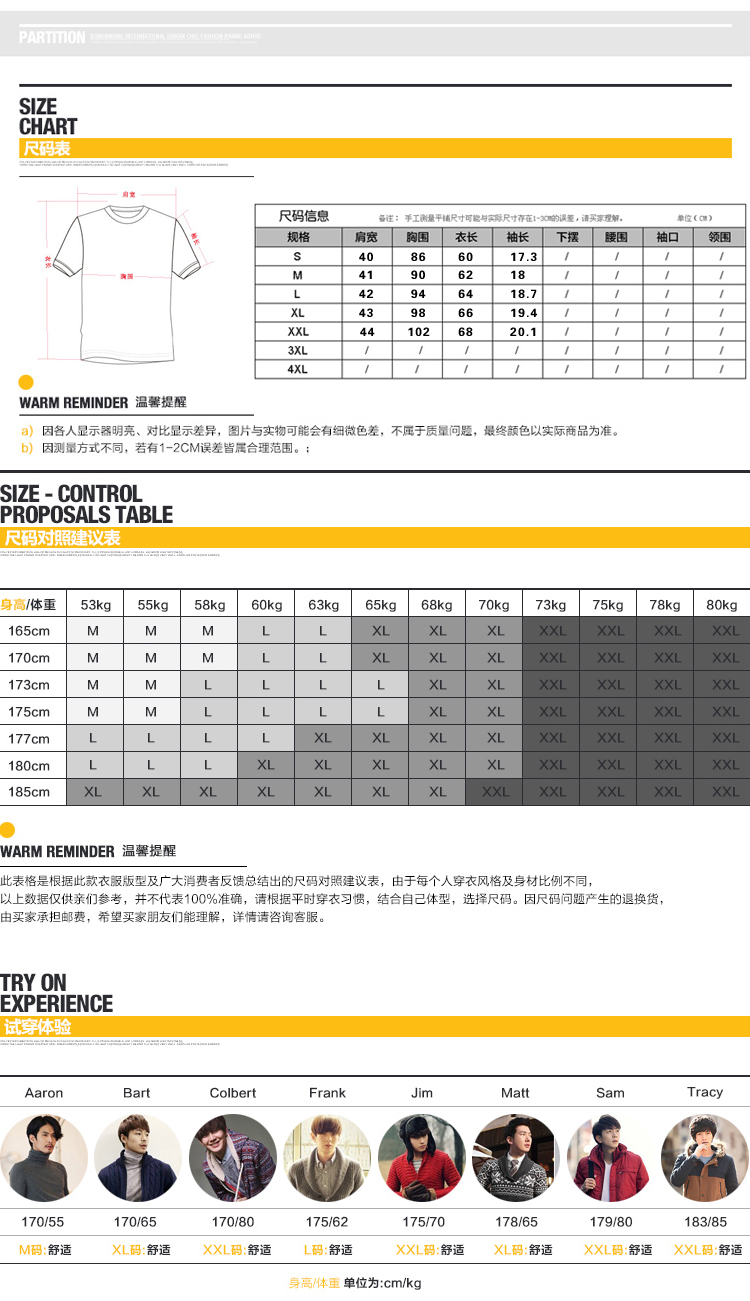 PARTITION
SIZE
CHART
尺码表
肩宽
袖长
衣长
胸围
尺码信息 备注： 手工测量平铺尺寸可能与实际尺寸存在1-3CM的误差，请买家理解。 单位（CM）
规格 肩宽 胸围 衣长 袖长 下摆 腰围 袖口 领围
S 40 86 60 17.3 / / / /
M 41 90 62 18 / / / /
L 42 94 64 18.7 / / / /
XL 43 98 66 19.4 / / / /
XXL 44 102 68 20.1 / / / /
3XL / / / / / / / /
4XL / / / / / / / /
WARM REMINDER 温馨提醒
a) 因各人显示器明亮、对比显示差异，图片与实物可能会有细微色差，不属于质量问题，最终颜色以实际商品为准。
b) 因测量方式不同，若有1-2CM误差皆属合理范围。；
SIZE - CONTROL
PROPOSALS TABLE
尺码对照建议表
身高/体重 53kg 55kg 58kg 60kg 63kg 65kg 68kg 70kg 73kg 75kg 78kg 80kg
165cm M M M L L XL XL XL XXL XXL XXL XXL
170cm M M M L L XL XL XL XXL XXL XXL XXL
173cm M M L L L L XL XL XXL XXL XXL XXL
175cm M M L L L L XL XL XXL XXL XXL XXL
177cm L L L L XL XL XL XL XXL XXL XXL XXL
180cm L L L XL XL XL XL XL XXL XXL XXL XXL
185cm XL XL XL XL XL XL XL XXL XXL XXL XXL XXL
WARM REMINDER 温馨提醒
此表格是根据此款衣服版型及广大消费者反馈总结出的尺码对照建议表，由于每个人穿衣风格及身材比例不同，
以上数据仅供亲们参考，并不代表100%准确，请根据平时穿衣习惯，结合自己体型，选择尺码。因尺码问题产生的退换货，
由买家承担邮费，希望买家朋友们能理解，详情请咨询客服。
TRY ON
EXPERIENCE
试穿体验
Aaron Bart Colbert Frank Jim Matt Sam Tracy
170/55 170/65 170/80 175/62 175/70 178/65 179/80 183/85
M码:舒适 XL码:舒适 XXL码:舒适 L码:舒适 XXL码:舒适 XL码:舒适 XXL码:舒适 XXL码:舒适
身高/体重 单位为:cm/kg